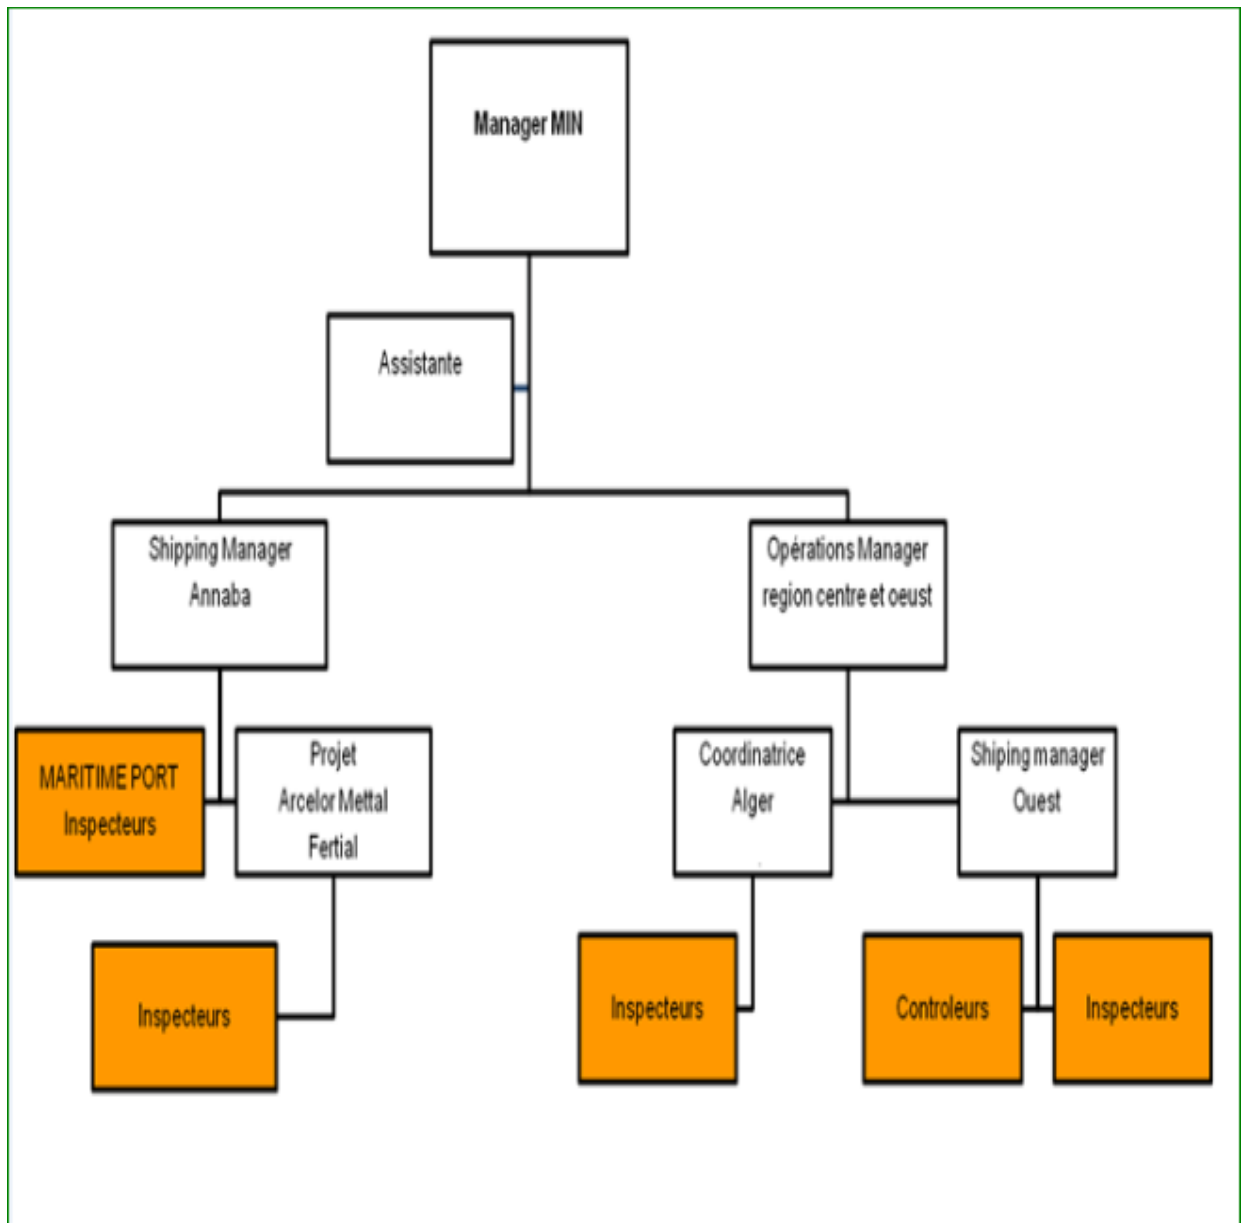 Manager MIN
Assistante
Shipping Manager
Annaba
Opérations Manager
region centre et oeust
MARITIME PORT
Inspecteurs
Projet
Arcelor Mettal
Fertial
Coordinatrice
Alger
Shiping manager
Ouest
Inspecteurs
Inspecteurs
Controleurs
Inspecteurs